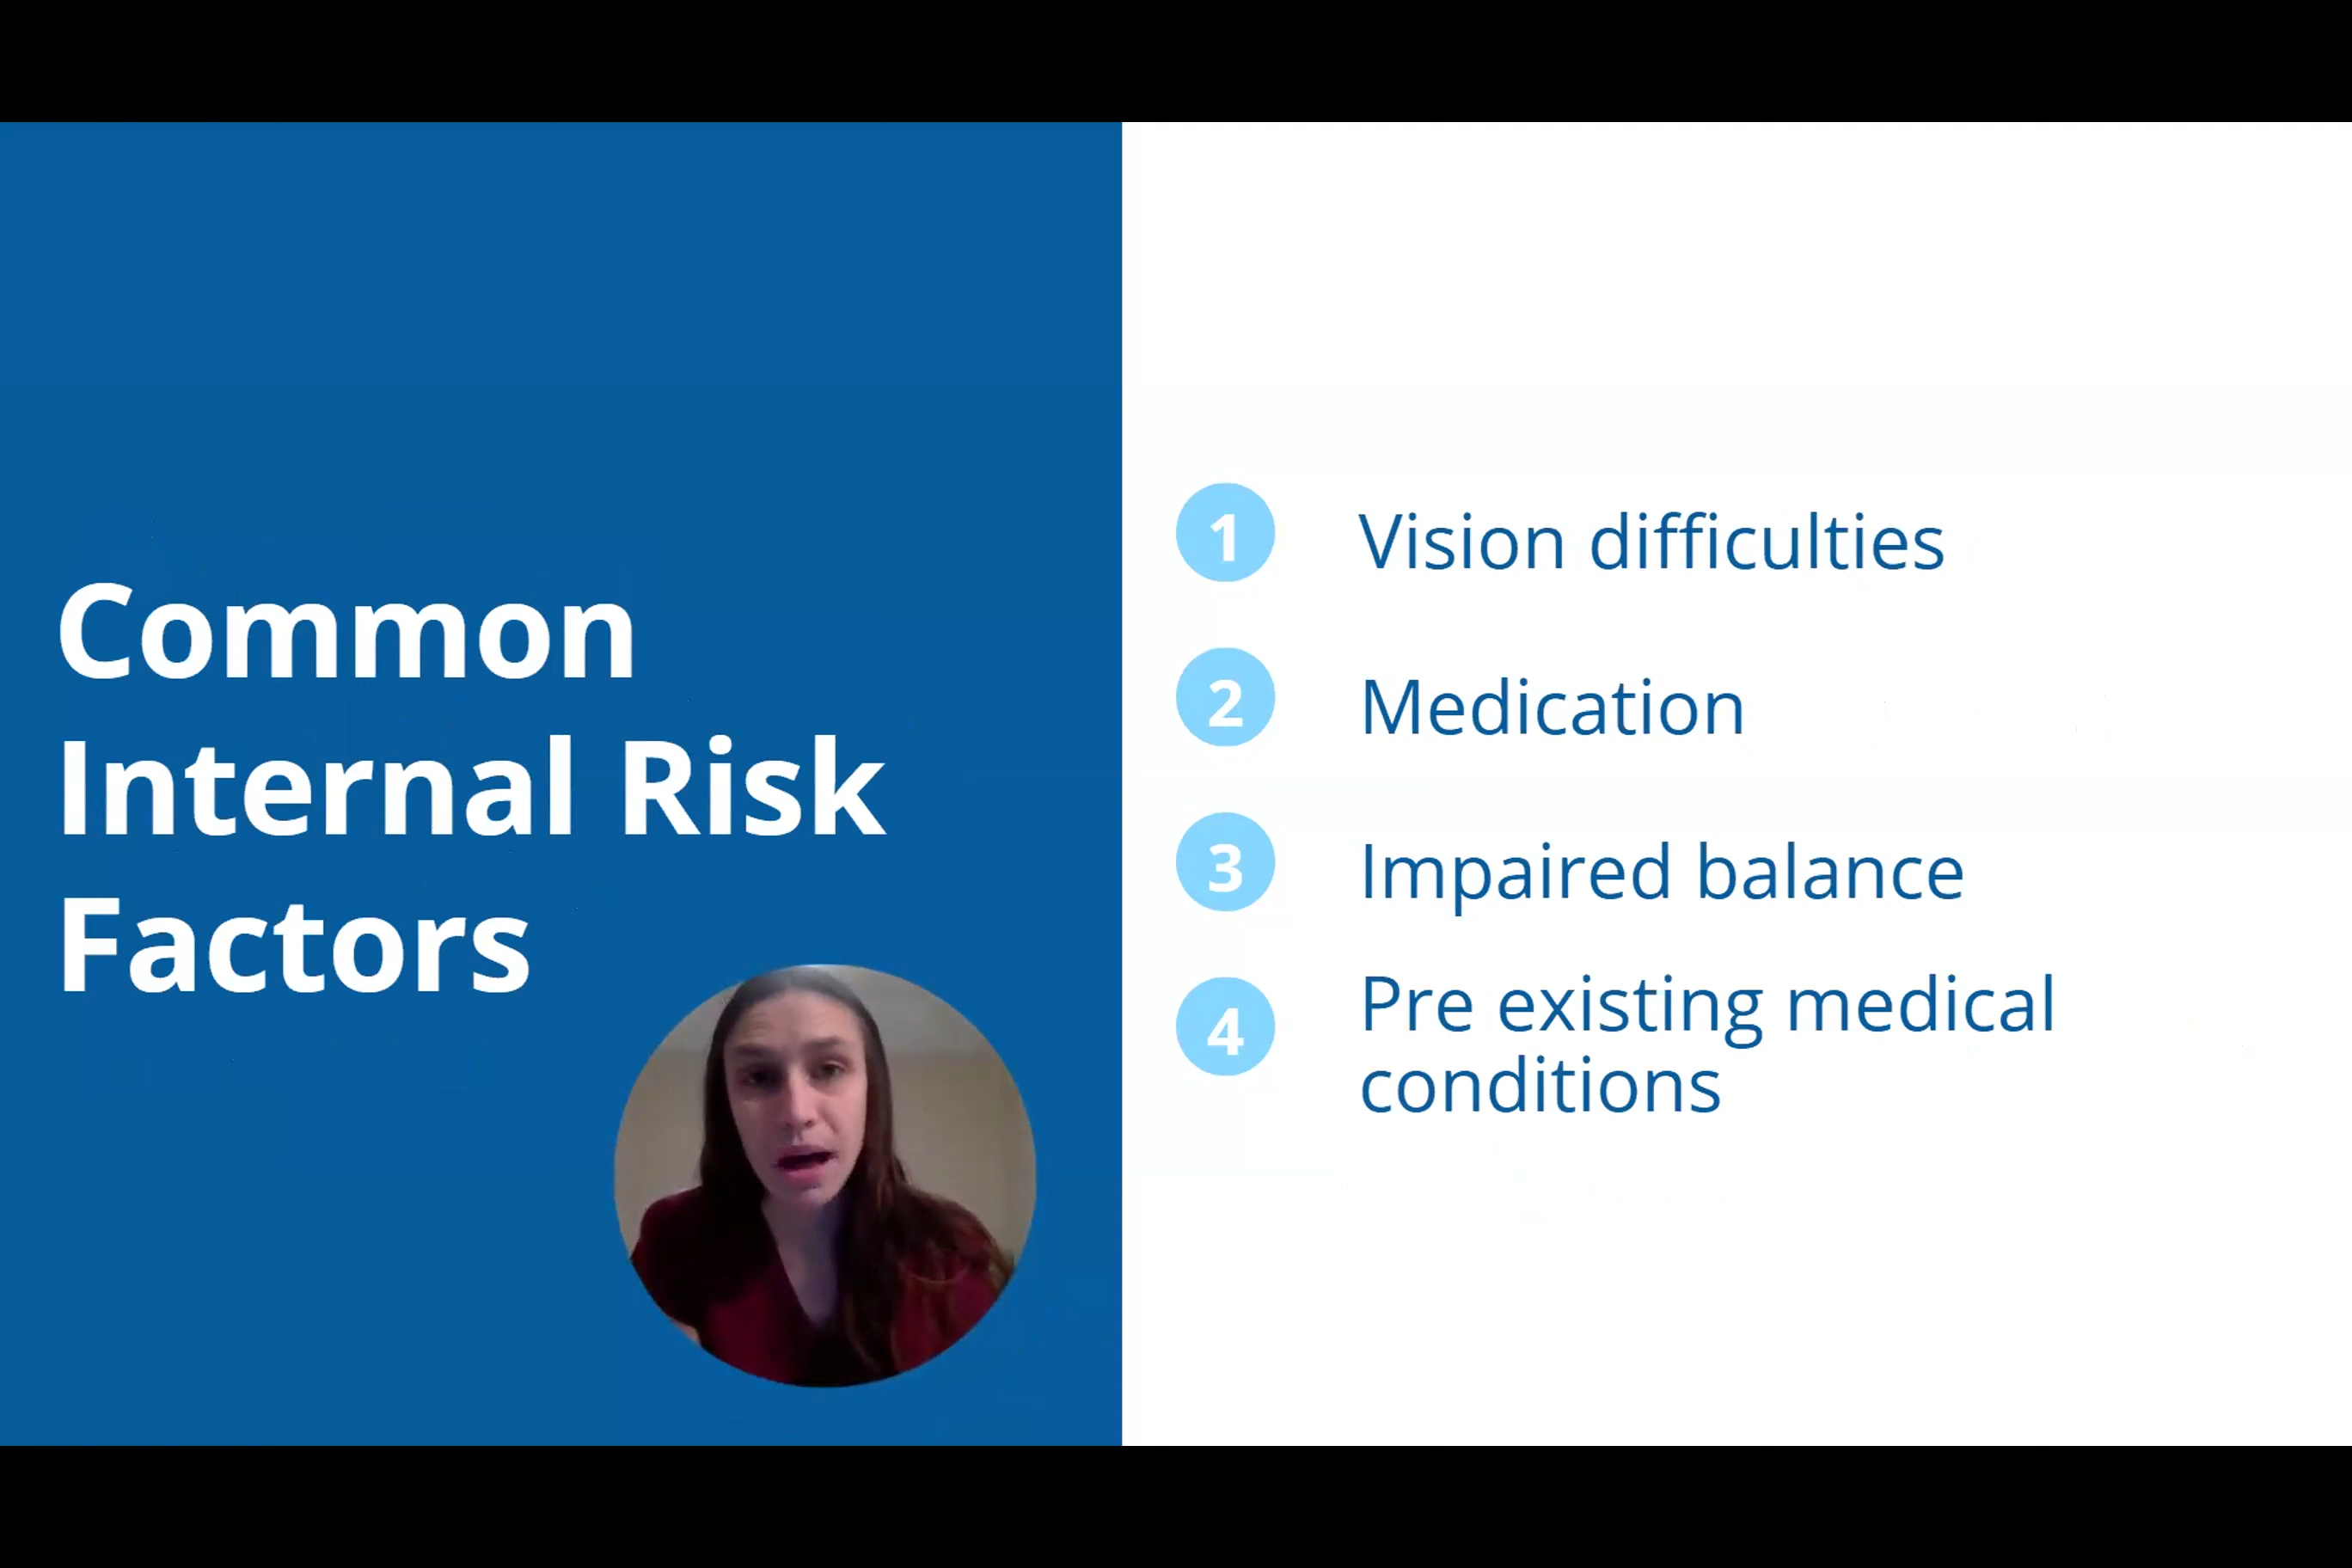 Common
Internal Risk
Factors
1 Vision difficulties
2 Medication
3 Impaired balance
4 Pre existing medical
conditions